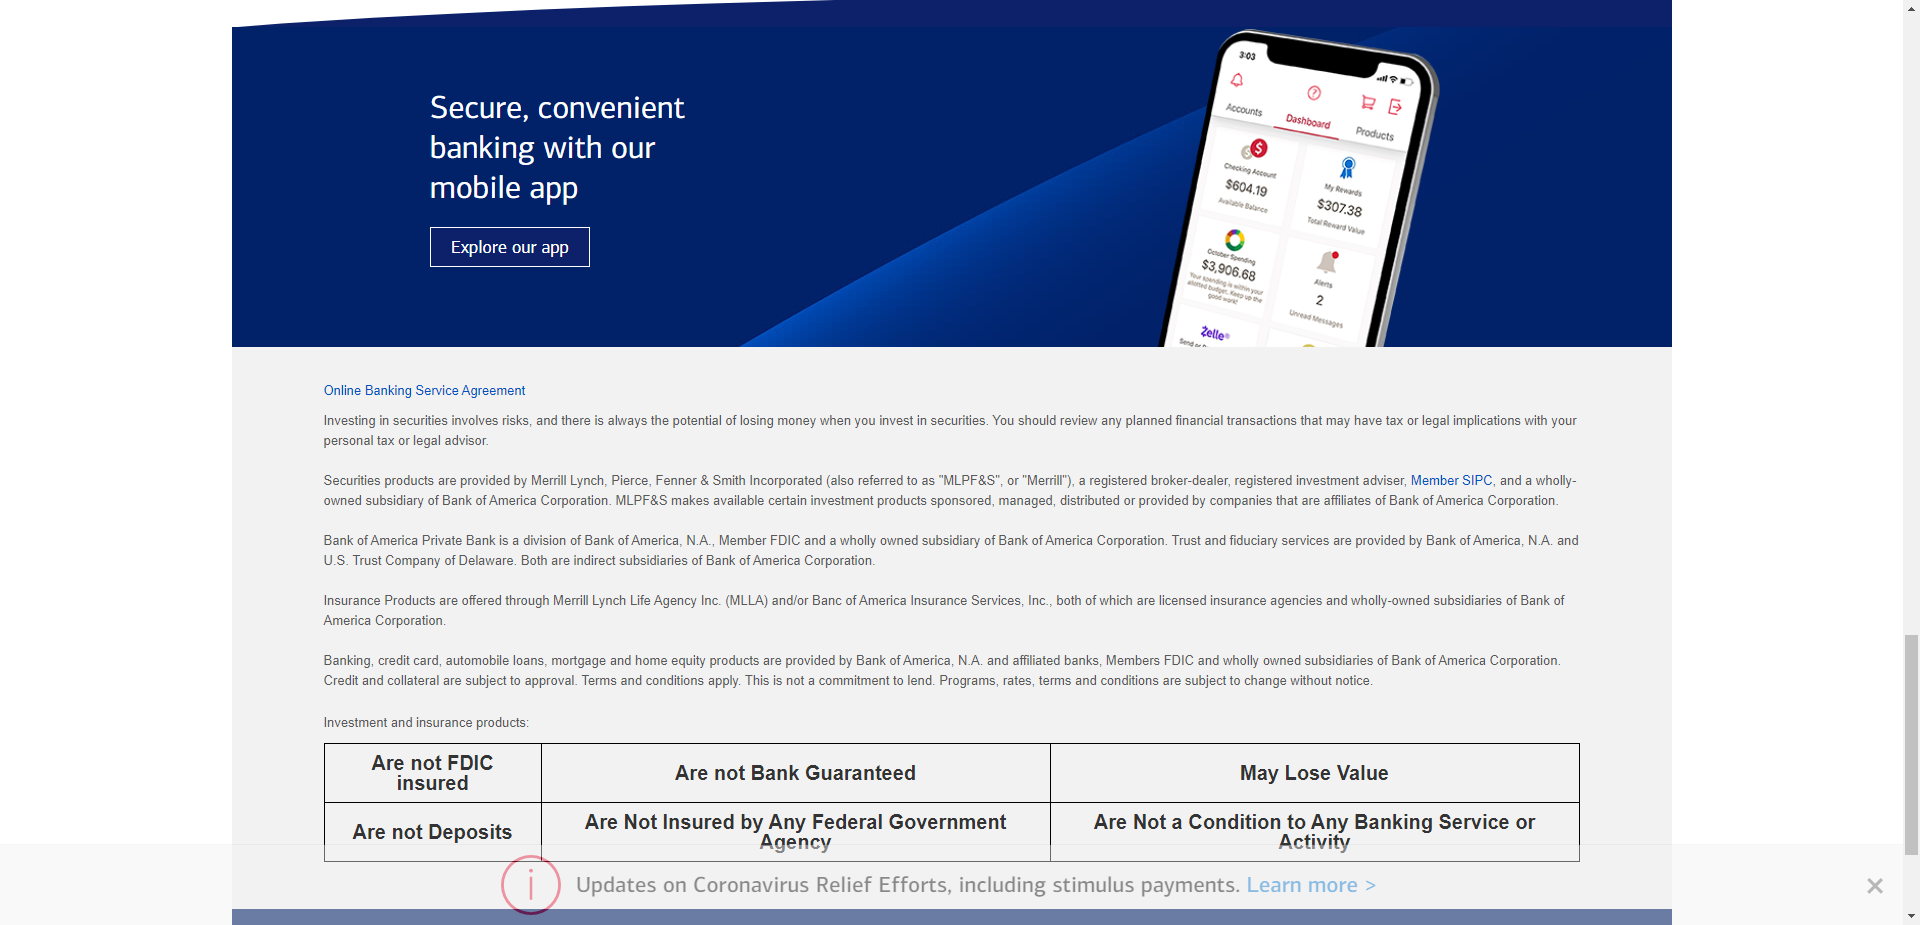 Secure, convenient
banking with our
mobile app
Explore our app
3:03
Accounts
Dashboard
Products
Checking Account
$604.19
Available Balance
My Rewards
$307.38
Total Reward Value
October Spending
$3,906.68
Your spending is within your
allotted budget. Keep up the
good work!
Alerts
2
Unread Messages
Zelle®
Send or
Online Banking Service Agreement
Investing in securities involves risks, and there is always the potential of losing money when you invest in securities. You should review any planned financial transactions that may have tax or legal implications with your
personal tax or legal advisor.
Securities products are provided by Merrill Lynch, Pierce, Fenner & Smith Incorporated (also referred to as "MLPF&S", or "Merrill"), a registered broker-dealer, registered investment adviser, Member SIPC, and a wholly-
owned subsidiary of Bank of America Corporation. MLPF&S makes available certain investment products sponsored, managed, distributed or provided by companies that are affiliates of Bank of America Corporation.
Bank of America Private Bank is a division of Bank of America, N.A., Member FDIC and a wholly owned subsidiary of Bank of America Corporation. Trust and fiduciary services are provided by Bank of America, N.A. and
U.S. Trust Company of Delaware. Both are indirect subsidiaries of Bank of America Corporation.
Insurance Products are offered through Merrill Lynch Life Agency Inc. (MLLA) and/or Banc of America Insurance Services, Inc., both of which are licensed insurance agencies and wholly-owned subsidiaries of Bank of
America Corporation.
Banking, credit card, automobile loans, mortgage and home equity products are provided by Bank of America, N.A. and affiliated banks, Members FDIC and wholly owned subsidiaries of Bank of America Corporation.
Credit and collateral are subject to approval. Terms and conditions apply. This is not a commitment to lend. Programs, rates, terms and conditions are subject to change without notice.
Investment and insurance products:
Are not FDIC
insured
Are not Bank Guaranteed
May Lose Value
Are not Deposits
Are Not Insured by Any Federal Government
Agency
Are Not a Condition to Any Banking Service or
Activity
Updates on Coronavirus Relief Efforts, including stimulus payments. Learn more >